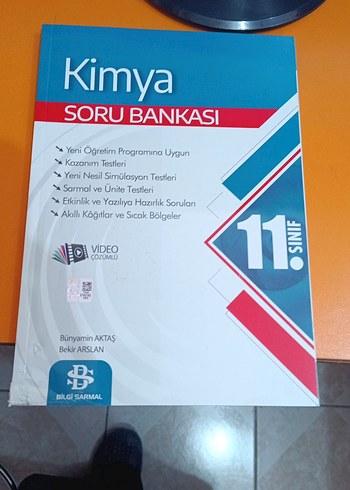 Kimya
SORU BANKASI
Yeni Öğretim Programına Uygun
Kazanım Testleri
Yeni Nesil Simülasyon Testleri
Sarmal ve Ünite Testleri
Etkinlik ve Yazılıya Hazırlık Soruları
Akıllı Kâğıtlar ve Sıcak Bölgeler
11. SINIF
VİDEO
ÇÖZÜMLÜ
Bünyamin AKTAŞ
Bekir ARSLAN
BİLGİ SARMAL